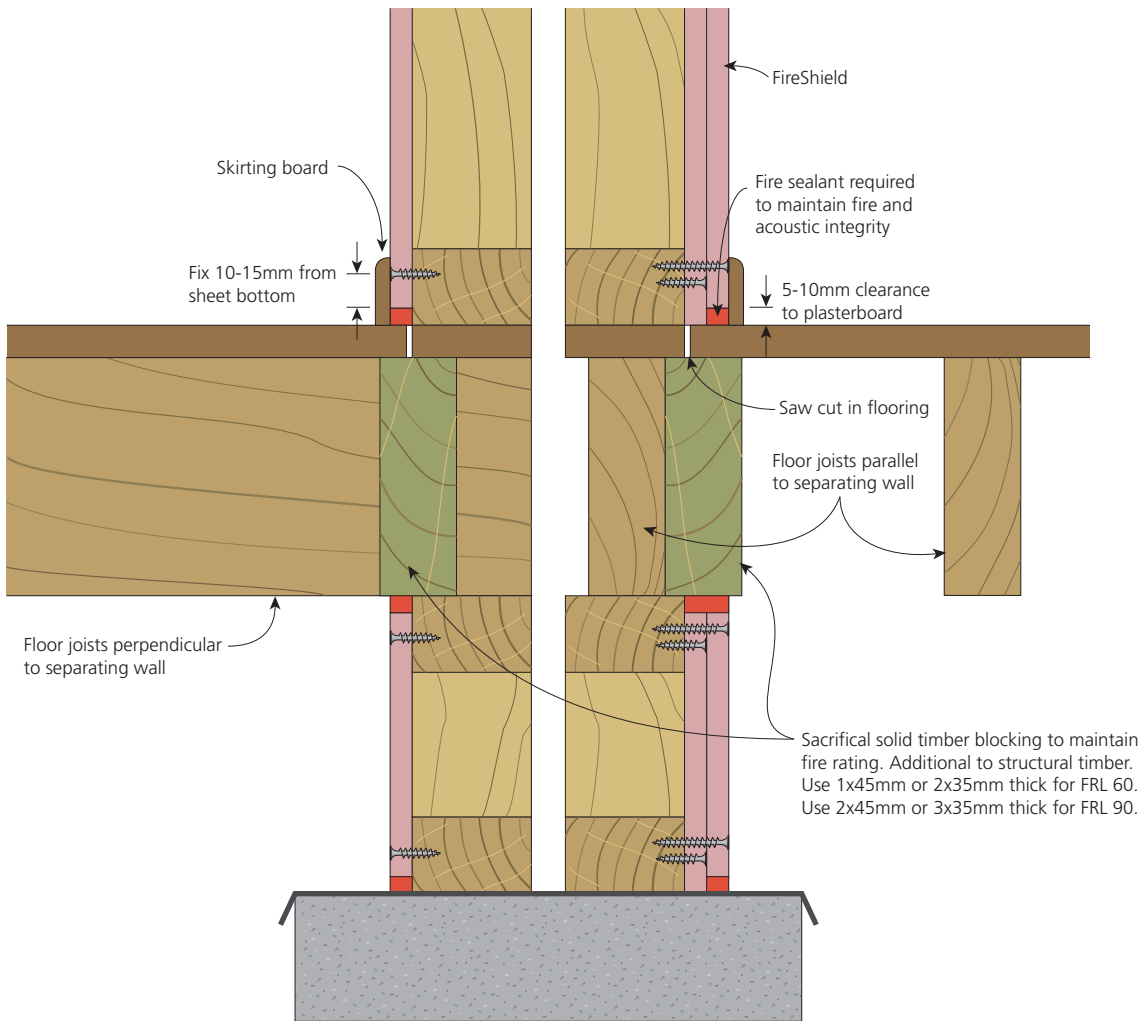 FireShield
Skirting board
Fire sealant required
to maintain fire and
acoustic integrity
Fix 10-15mm from
sheet bottom
5-10mm clearance
to plasterboard
Saw cut in flooring
Floor joists parallel
to separating wall
Floor joists perpendicular
to separating wall
Sacrifical solid timber blocking to maintain
fire rating. Additional to structural timber.
Use 1x45mm or 2x35mm thick for FRL 60.
Use 2x45mm or 3x35mm thick for FRL 90.